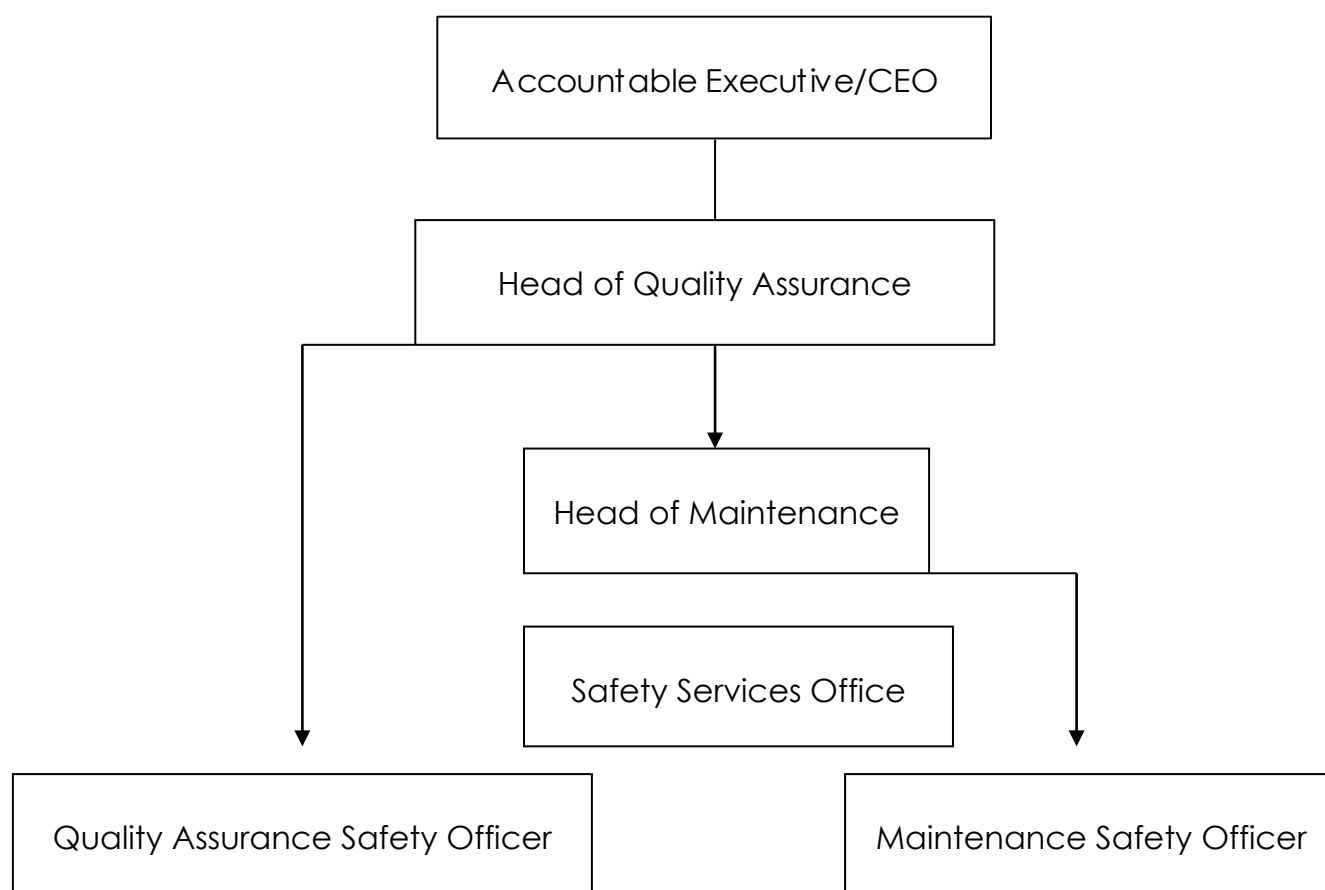 Accountable Executive/CEO
Head of Quality Assurance
Head of Maintenance
Safety Services Office
Quality Assurance Safety Officer
Maintenance Safety Officer